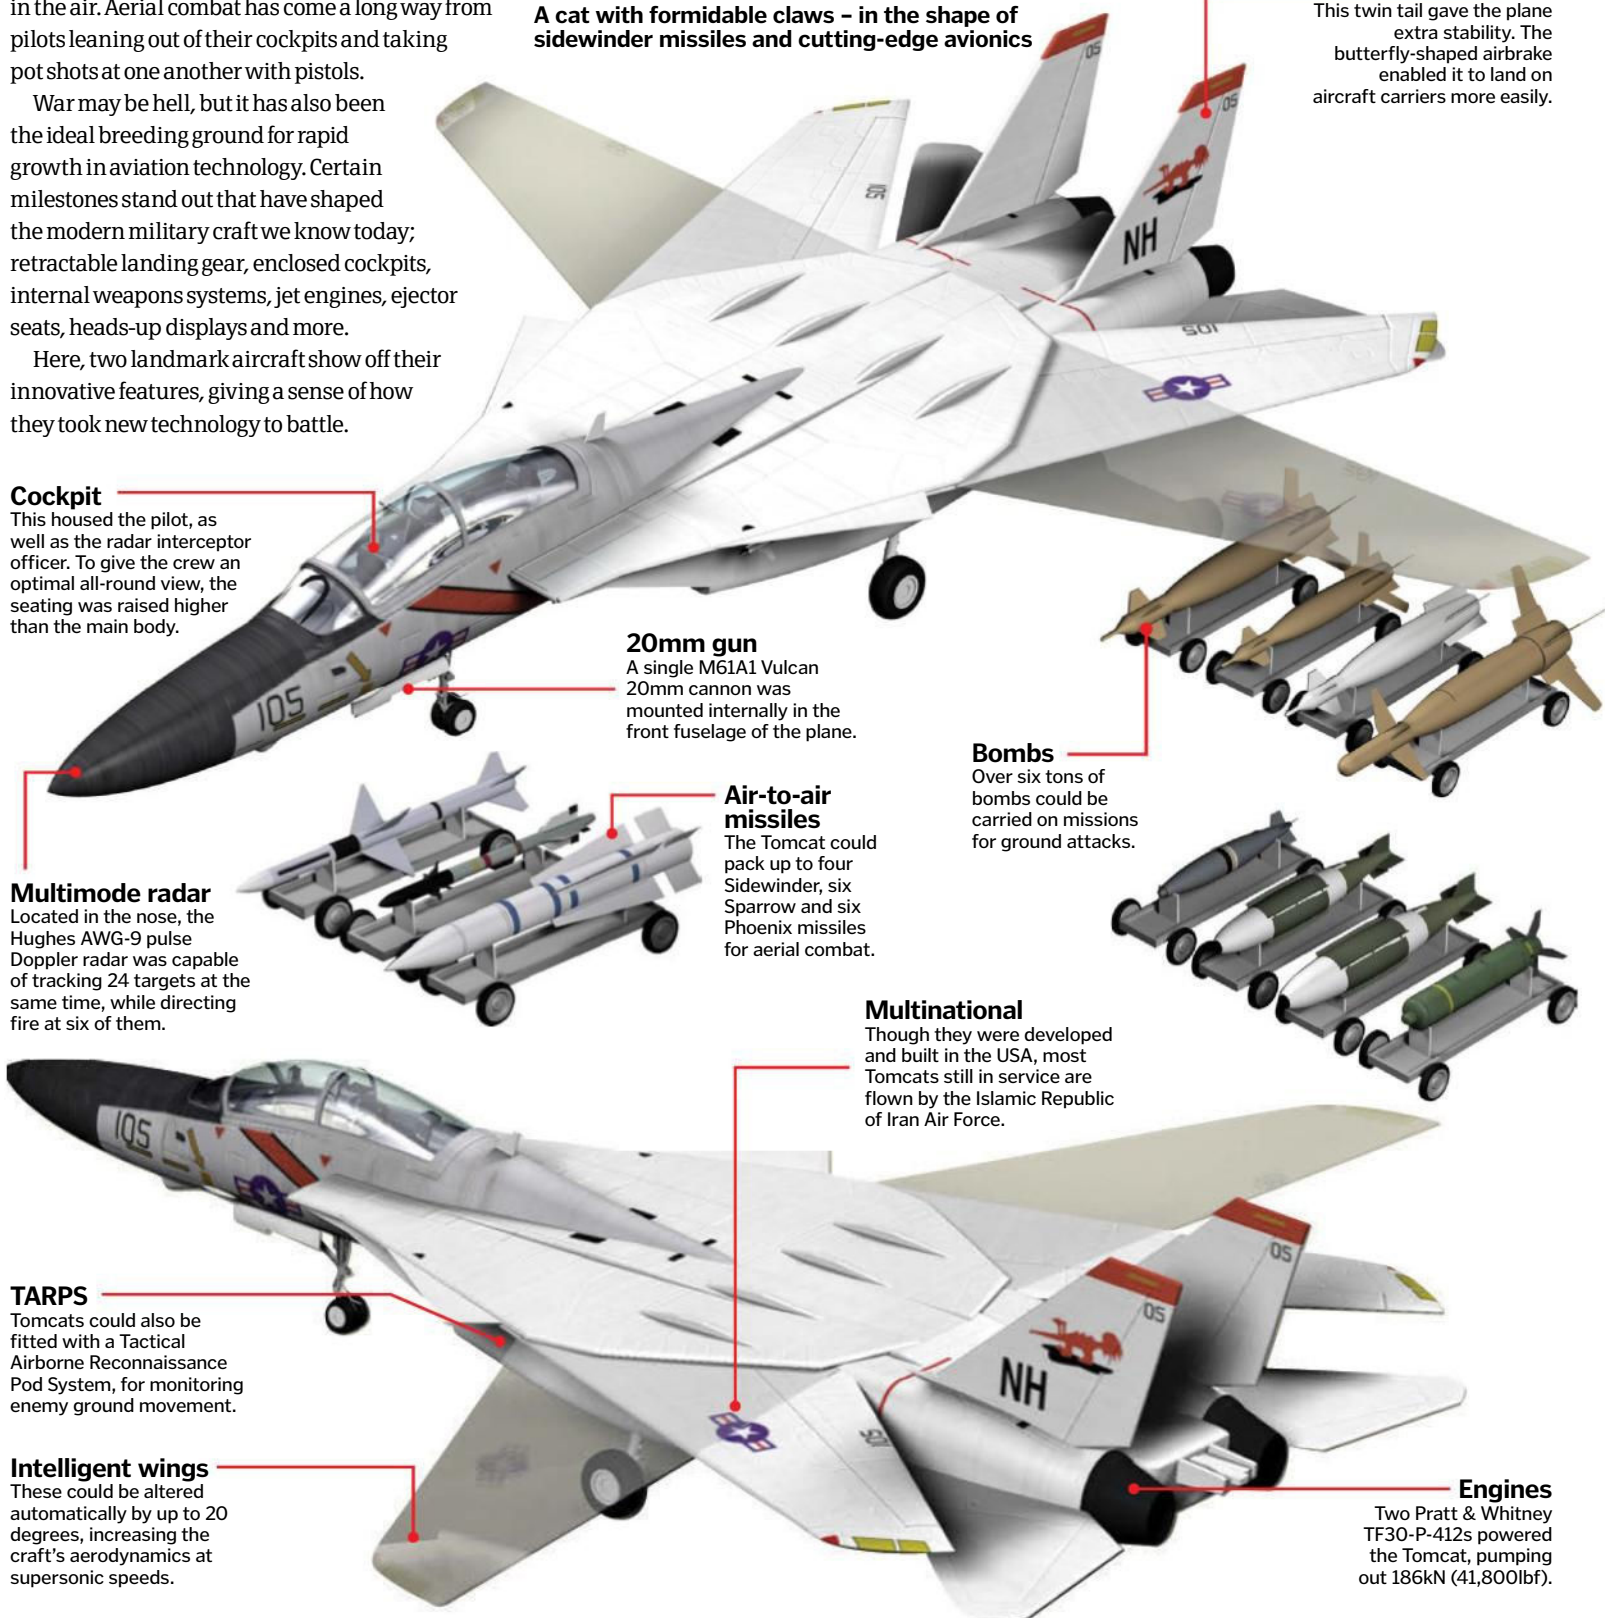 in the air. Aerial combat has come a long way from
pilots leaning out of their cockpits and taking
pot shots at one another with pistols.
War may be hell, but it has also been
the ideal breeding ground for rapid
growth in aviation technology. Certain
milestones stand out that have shaped
the modern military craft we know today;
retractable landing gear, enclosed cockpits,
internal weapons systems, jet engines, ejector
seats, heads-up displays and more.
Here, two landmark aircraft show off their
innovative features, giving a sense of how
they took new technology to battle.
A cat with formidable claws – in the shape of
sidewinder missiles and cutting-edge avionics
This twin tail gave the plane
extra stability. The
butterfly-shaped airbrake
enabled it to land on
aircraft carriers more easily.
05
05
105
NH
105
Cockpit
This housed the pilot, as
well as the radar interceptor
officer. To give the crew an
optimal all-round view, the
seating was raised higher
than the main body.
105
20mm gun
A single M61A1 Vulcan
20mm cannon was
mounted internally in the
front fuselage of the plane.
Bombs
Over six tons of
bombs could be
carried on missions
for ground attacks.
Air-to-air
missiles
The Tomcat could
pack up to four
Sidewinder, six
Sparrow and six
Phoenix missiles
for aerial combat.
Multimode radar
Located in the nose, the
Hughes AWG-9 pulse
Doppler radar was capable
of tracking 24 targets at the
same time, while directing
fire at six of them.
Multinational
Though they were developed
and built in the USA, most
Tomcats still in service are
flown by the Islamic Republic
of Iran Air Force.
105
05
05
NH
105
TARPS
Tomcats could also be
fitted with a Tactical
Airborne Reconnaissance
Pod System, for monitoring
enemy ground movement.
Intelligent wings
These could be altered
automatically by up to 20
degrees, increasing the
craft's aerodynamics at
supersonic speeds.
Engines
Two Pratt & Whitney
TF30-P-412s powered
the Tomcat, pumping
out 186kN (41,800lbf).